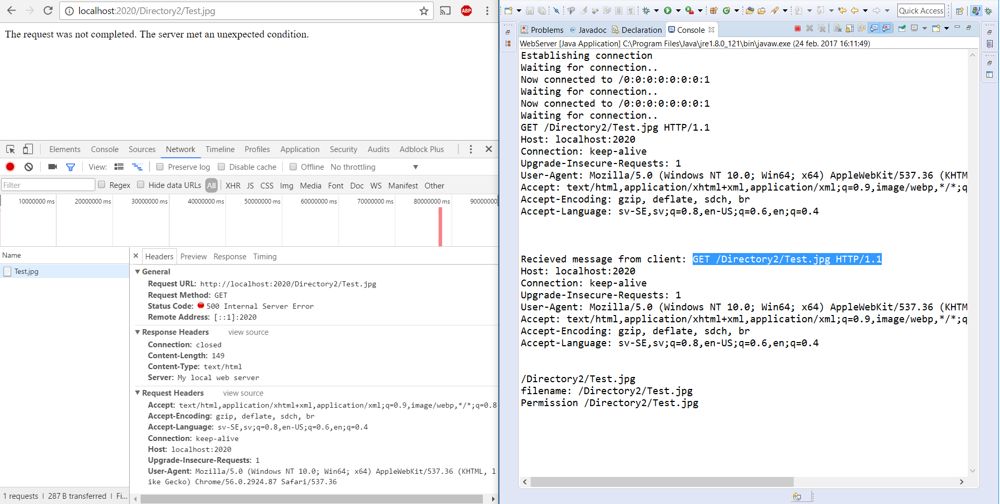 localhost:2020/Directory2/Test.jpg
ABP
The request was not completed. The server met an unexpected condition.
Elements Console Sources Network Timeline Profiles Application Security Audits Adblock Plus
View: Preserve log Disable cache Offline No throttling
Filter Regex Hide data URLs All XHR JS CSS Img Media Font Doc WS Manifest Other
10000000 ms 20000000 ms 30000000 ms 40000000 ms 50000000 ms 60000000 ms 70000000 ms 80000000 ms 90000000
Name
Test.jpg
Headers Preview Response Timing
General
Request URL: http://localhost:2020/Directory2/Test.jpg
Request Method: GET
Status Code: 500 Internal Server Error
Remote Address: [::1]:2020
Response Headers view source
Connection: closed
Content-Length: 149
Content-Type: text/html
Server: My local web server
Request Headers view source
Accept: text/html,application/xhtml+xml,application/xml;q=0.9,image/webp,*/*;q=0.8
Accept-Encoding: gzip, deflate, sdch, br
Accept-Language: sv-SE,sv;q=0.8,en-US;q=0.6,en;q=0.4
Connection: keep-alive
Host: localhost:2020
Upgrade-Insecure-Requests: 1
User-Agent: Mozilla/5.0 (Windows NT 10.0; Win64; x64) AppleWebKit/537.36 (KHTML, l
ike Gecko) Chrome/56.0.2924.87 Safari/537.36
1 requests | 287 B transferred | Fi...
Quick Access
Problems @ Javadoc Declaration Console
WebServer [Java Application] C:\Program Files\Java\jre1.8.0_121\bin\javaw.exe (24 feb. 2017 16:11:49)
Establishing connection
Waiting for connection..
Now connected to /0:0:0:0:0:0:0:1
Waiting for connection..
Now connected to /0:0:0:0:0:0:0:1
Waiting for connection..
GET /Directory2/Test.jpg HTTP/1.1
Host: localhost:2020
Connection: keep-alive
Upgrade-Insecure-Requests: 1
User-Agent: Mozilla/5.0 (Windows NT 10.0; Win64; x64) AppleWebKit/537.36 (KHTM
Accept: text/html,application/xhtml+xml,application/xml;q=0.9,image/webp,*/*;q
Accept-Encoding: gzip, deflate, sdch, br
Accept-Language: sv-SE,sv;q=0.8,en-US;q=0.6,en;q=0.4
Recieved message from client: GET /Directory2/Test.jpg HTTP/1.1
Host: localhost:2020
Connection: keep-alive
Upgrade-Insecure-Requests: 1
User-Agent: Mozilla/5.0 (Windows NT 10.0; Win64; x64) AppleWebKit/537.36 (KHTM
Accept: text/html,application/xhtml+xml,application/xml;q=0.9,image/webp,*/*;q
Accept-Encoding: gzip, deflate, sdch, br
Accept-Language: sv-SE,sv;q=0.8,en-US;q=0.6,en;q=0.4
/Directory2/Test.jpg
filename: /Directory2/Test.jpg
Permission /Directory2/Test.jpg